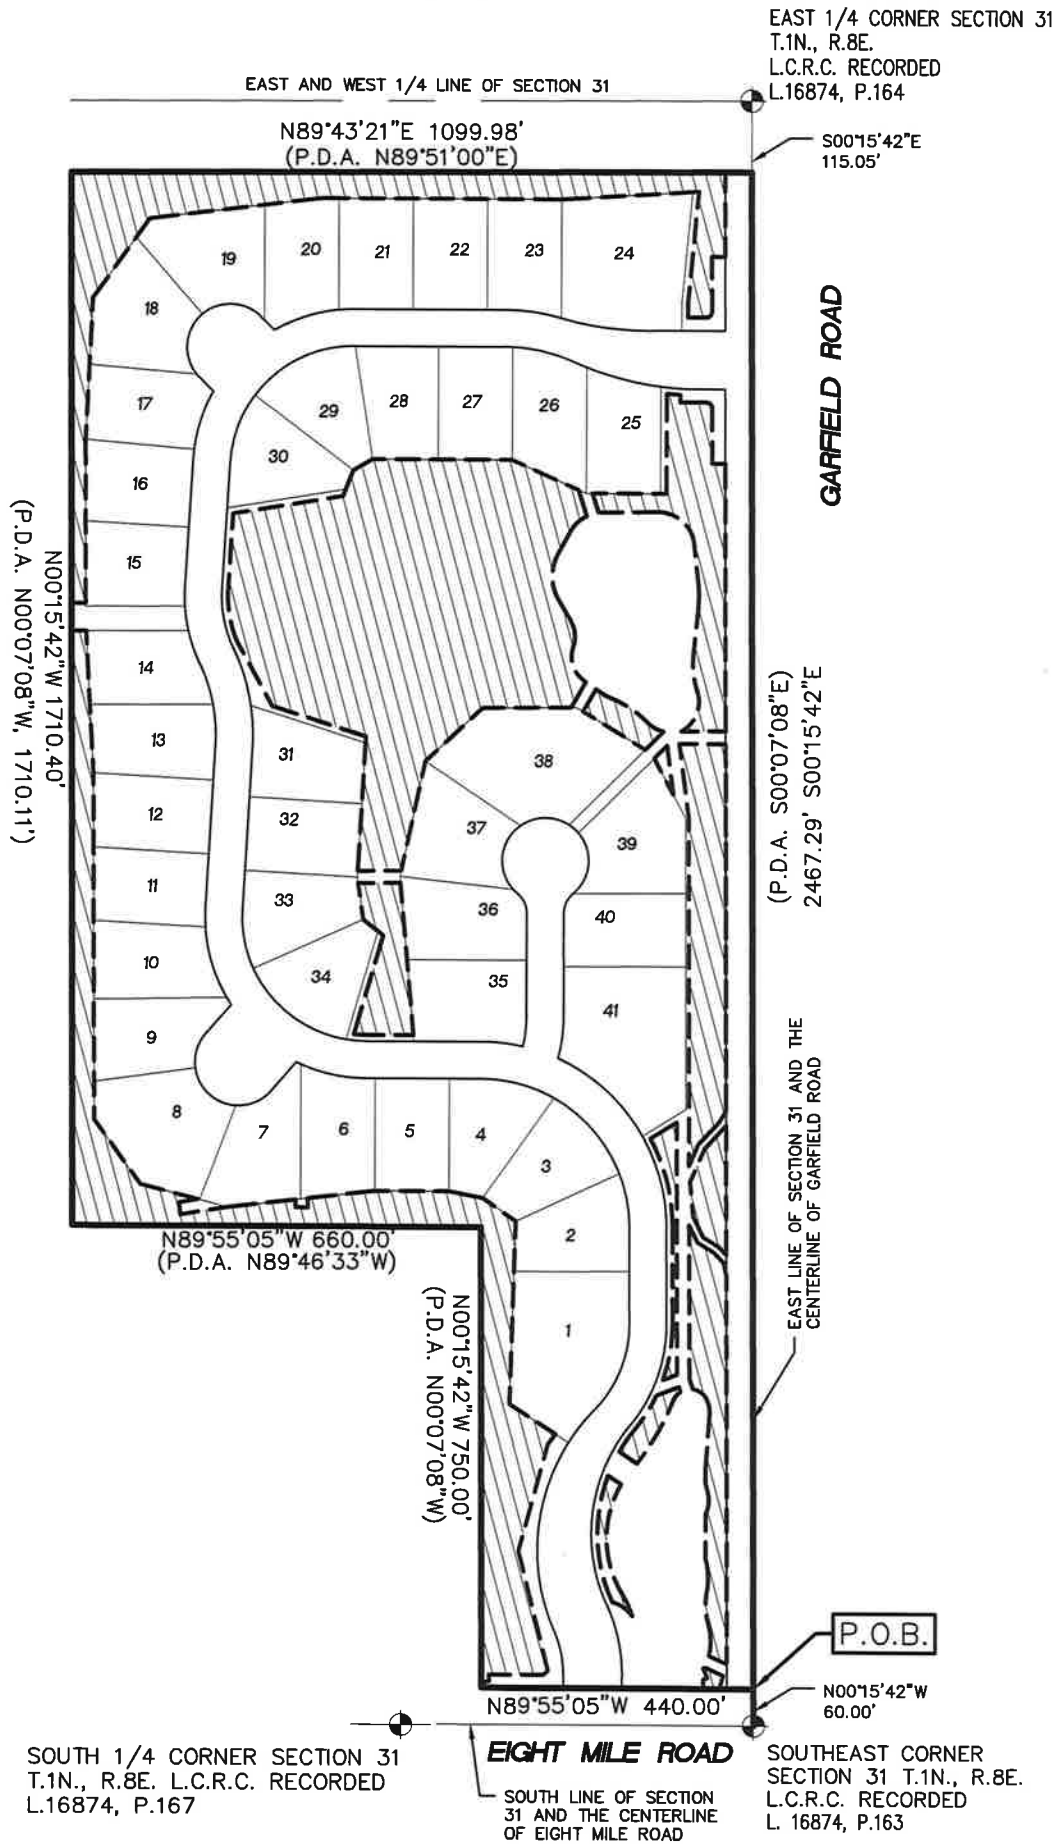 EAST 1/4 CORNER SECTION 31
T.1N., R.8E.
L.C.R.C. RECORDED
L.16874, P.164
EAST AND WEST 1/4 LINE OF SECTION 31
N89°43'21"E 1099.98'
(P.D.A. N89°51'00"E)
S00°15'42"E
115.05'
19
20
21
22
23
24
18
GARFIELD ROAD
17
29
28
27
26
25
16
30
15
N00°15'42"W 1710.40'
(P.D.A. N00°07'08"W, 1710.11')
14
13
31
38
(P.D.A. S00°07'08"E)
2467.29' S00°15'42"E
12
32
37
39
11
33
36
40
10
34
35
41
9
EAST LINE OF SECTION 31 AND THE
CENTERLINE OF GARFIELD ROAD
8
7
6
5
4
3
2
1
N89°55'05"W 660.00'
(P.D.A. N89°46'33"W)
N00°15'42"W 750.00'
(P.D.A. N00°07'08"W)
P.O.B.
N89°55'05"W 440.00'
N00°15'42"W
60.00'
SOUTH 1/4 CORNER SECTION 31
T.1N., R.8E. L.C.R.C. RECORDED
L.16874, P.167
EIGHT MILE ROAD
SOUTH LINE OF SECTION
31 AND THE CENTERLINE
OF EIGHT MILE ROAD
SOUTHEAST CORNER
SECTION 31 T.1N., R.8E.
L.C.R.C. RECORDED
L. 16874, P.163